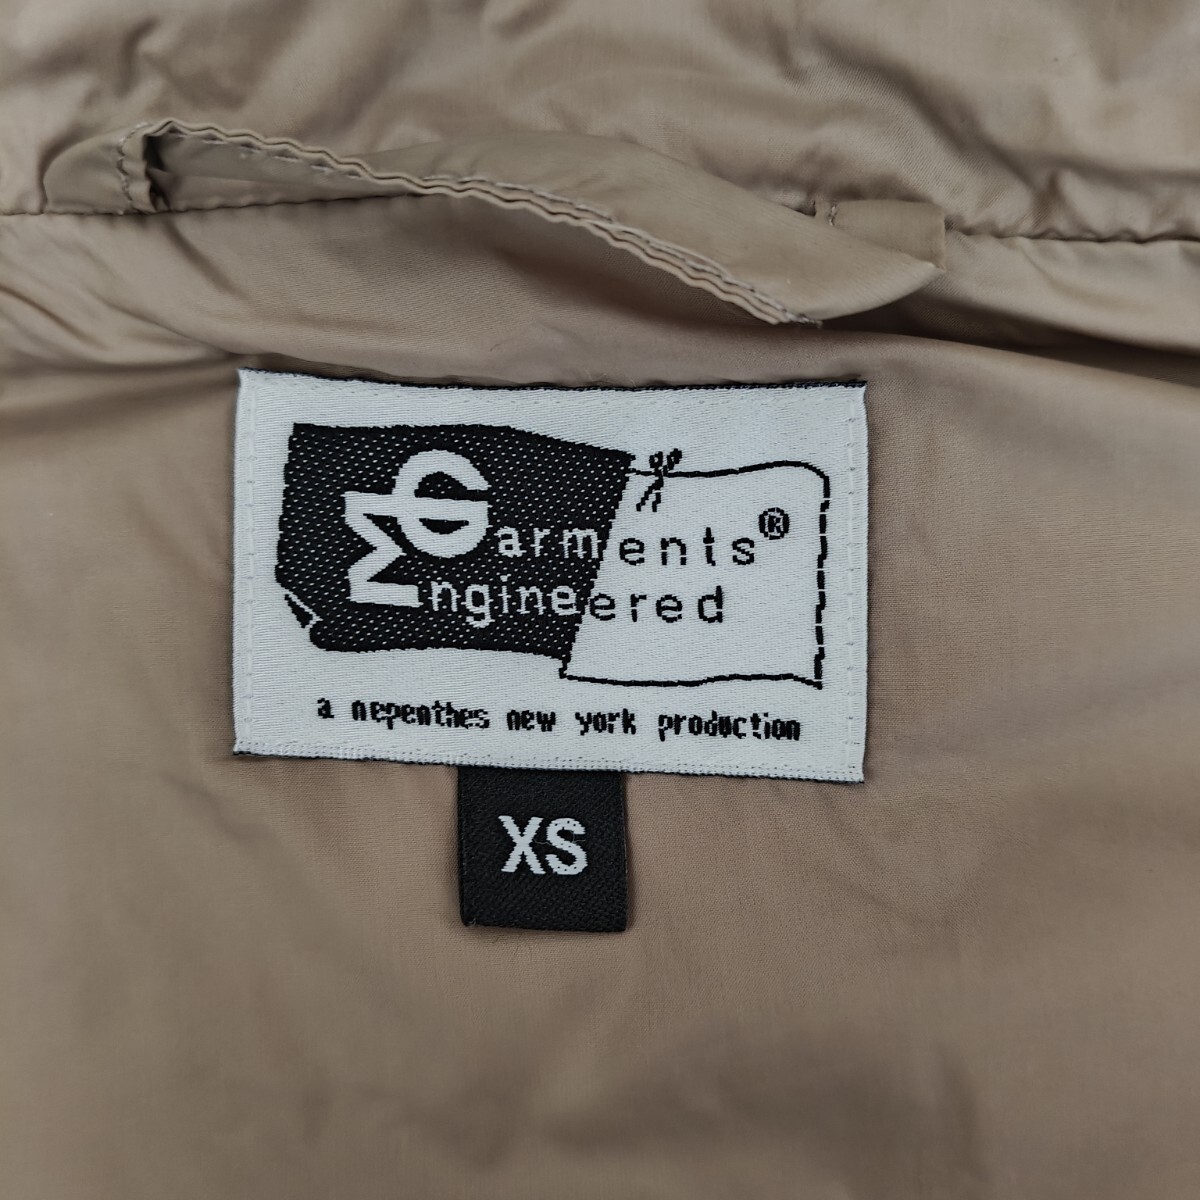 Garments®
Engineered
a nepenthes new york production
XS